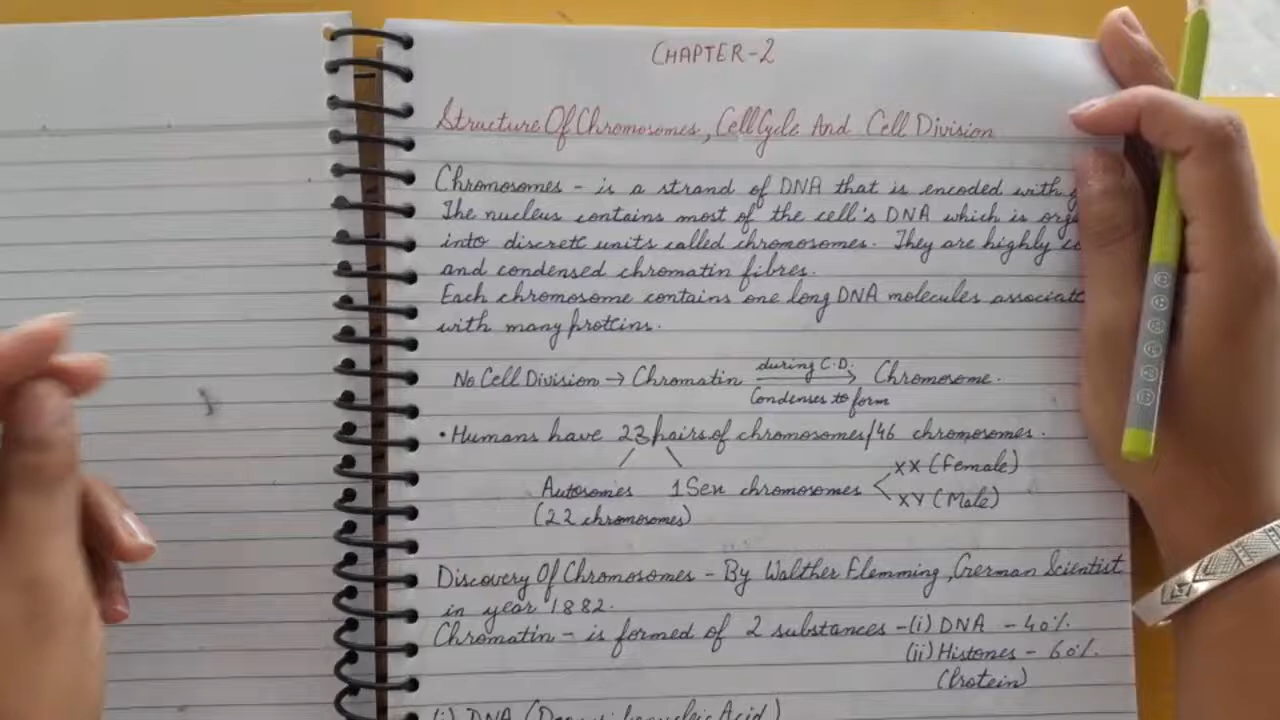 CHAPTER-2
Structure Of Chromosomes, Cell Cycle And Cell Division
Chromosomes - is a strand of DNA that is encoded with
The nucleus contains most of the cell's DNA which is
into discrete units called chromosomes. They are highly
and condensed chromatin fibres.
Each chromosome contains one long DNA molecules associat
with many proteins.
No Cell Division → Chromatin during C.D. → Condenses to form Chromosome.
• Humans have 23 pairs of chromosomes/46 chromosomes.
Autosomes 1 Sex chromosomes XX (Female)
(22 chromosomes) XY (Male)
Discovery Of Chromosomes - By Walther Flemming, German Scientist
in year 1882.
Chromatin - is formed of 2 substances - (i) DNA - 40%.
(ii) Histones - 60%.
(Protein)
(i) DNA (